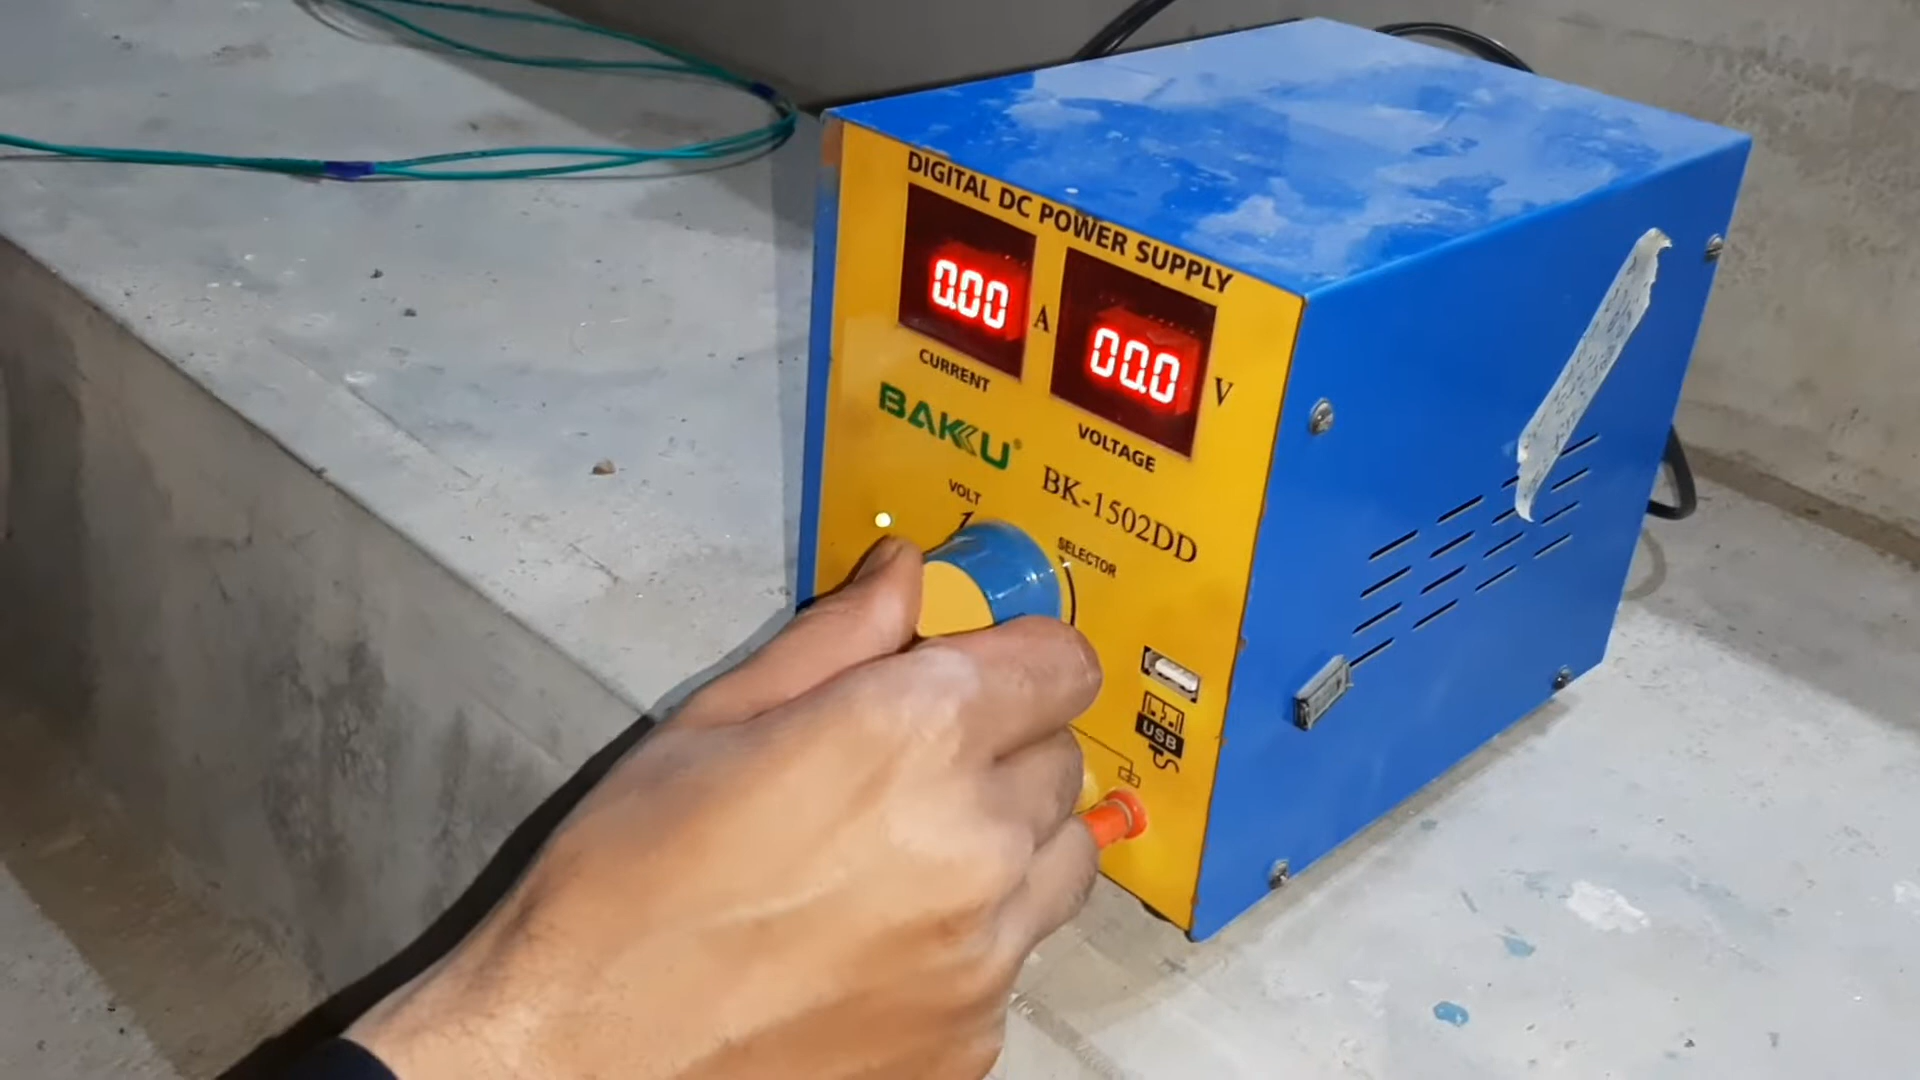 DIGITAL DC POWER SUPPLY
0.00 A
00.0 V
CURRENT
VOLTAGE
BAKU®
BK-1502DD
VOLT
SELECTOR
USB